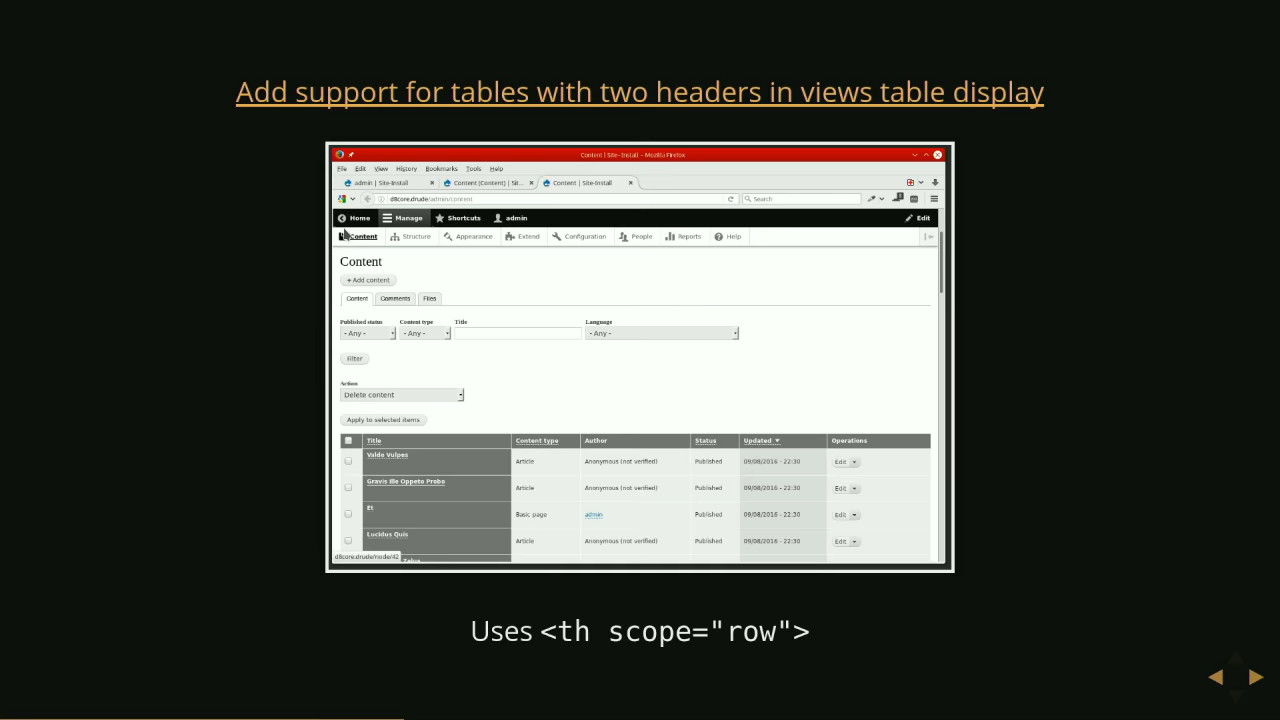 Add support for tables with two headers in views table display
Content | Site-Install - Mozilla Firefox
File Edit View History Bookmarks Tools Help
admin | Site-Install
Content (Content) | Sit...
Content | Site-Install
d8core.drude/admin/content
Search
Home Manage Shortcuts admin Edit
Content Structure Appearance Extend Configuration People Reports Help
Content
+ Add content
Content Comments Files
Published status Content type Title Language
- Any - - Any - - Any -
Filter
Action
Delete content
Apply to selected items
Title Content type Author Status Updated ▼ Operations
Valdo Vulpes Article Anonymous (not verified) Published 09/08/2016 - 22:30 Edit
Gravis Ille Oppeto Probo Article Anonymous (not verified) Published 09/08/2016 - 22:30 Edit
Et Basic page admin Published 09/08/2016 - 22:30 Edit
Lucidus Quis Article Anonymous (not verified) Published 09/08/2016 - 22:30 Edit
d8core.drude/node/42
Uses <th scope="row">